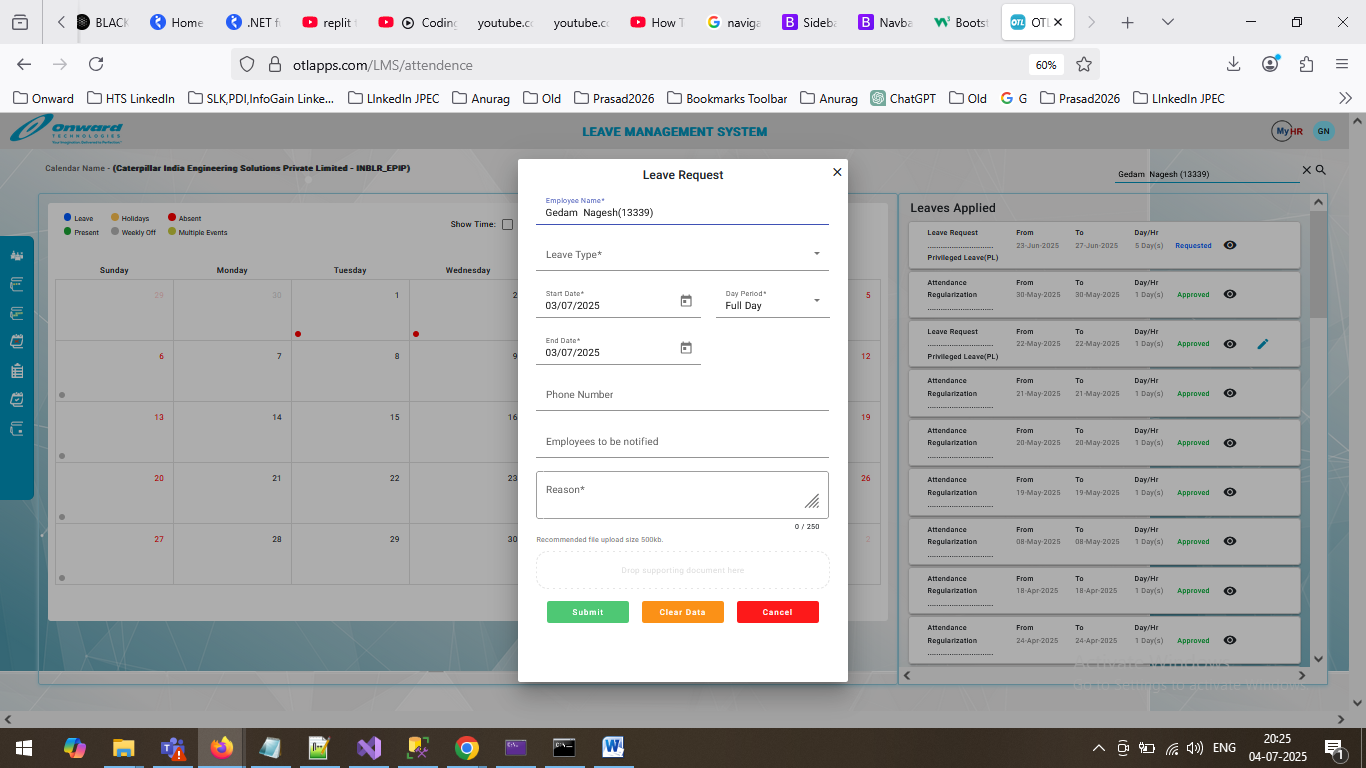 BLACK
Home
.NET f
replit t
Coding
youtube.c
youtube.cc
How T
naviga
Sideba
Navba
Bootst
OTL
otlapps.com/LMS/attendence
60%
Onward
HTS LinkedIn
SLK,PDI,InfoGain Linke...
LInkedIn JPEC
Anurag
Old
Prasad2026
Bookmarks Toolbar
Anurag
ChatGPT
Old
G
Prasad2026
LInkedIn JPEC
onward
TECHNOLOGIES
LEAVE MANAGEMENT SYSTEM
MyHR
GN
Calendar Name - (Caterpillar India Engineering Solutions Private Limited - INBLR_EPIP)
Gedam Nagesh (13339)
Leave
Holidays
Absent
Present
Weekly Off
Multiple Events
Show Time:
Sunday
Monday
Tuesday
Wednesday
29 30 1 2 5
6 7 8 9 12
13 14 15 16 19
20 21 22 23 26
27 28 29 30 2
Leave Request
Employee Name*
Gedam Nagesh(13339)
Leave Type*
Start Date*
03/07/2025
Day Period*
Full Day
End Date*
03/07/2025
Phone Number
Employees to be notified
Reason*
0 / 250
Recommended file upload size 500kb.
Drop supporting document here
Submit
Clear Data
Cancel
Leaves Applied
Leave Request From To Day/Hr
23-Jun-2025 27-Jun-2025 5 Day(s) Requested
Privileged Leave(PL)
Attendance From To Day/Hr
Regularization 30-May-2025 30-May-2025 1 Day(s) Approved
Leave Request From To Day/Hr
22-May-2025 22-May-2025 1 Day(s) Approved
Privileged Leave(PL)
Attendance From To Day/Hr
Regularization 21-May-2025 21-May-2025 1 Day(s) Approved
Attendance From To Day/Hr
Regularization 20-May-2025 20-May-2025 1 Day(s) Approved
Attendance From To Day/Hr
Regularization 19-May-2025 19-May-2025 1 Day(s) Approved
Attendance From To Day/Hr
Regularization 08-May-2025 08-May-2025 1 Day(s) Approved
Attendance From To Day/Hr
Regularization 18-Apr-2025 18-Apr-2025 1 Day(s) Approved
Attendance From To Day/Hr
Regularization 24-Apr-2025 24-Apr-2025 1 Day(s) Approved
Activate Windows
Go to Settings to activate Windows.
ENG
20:25
04-07-2025
1